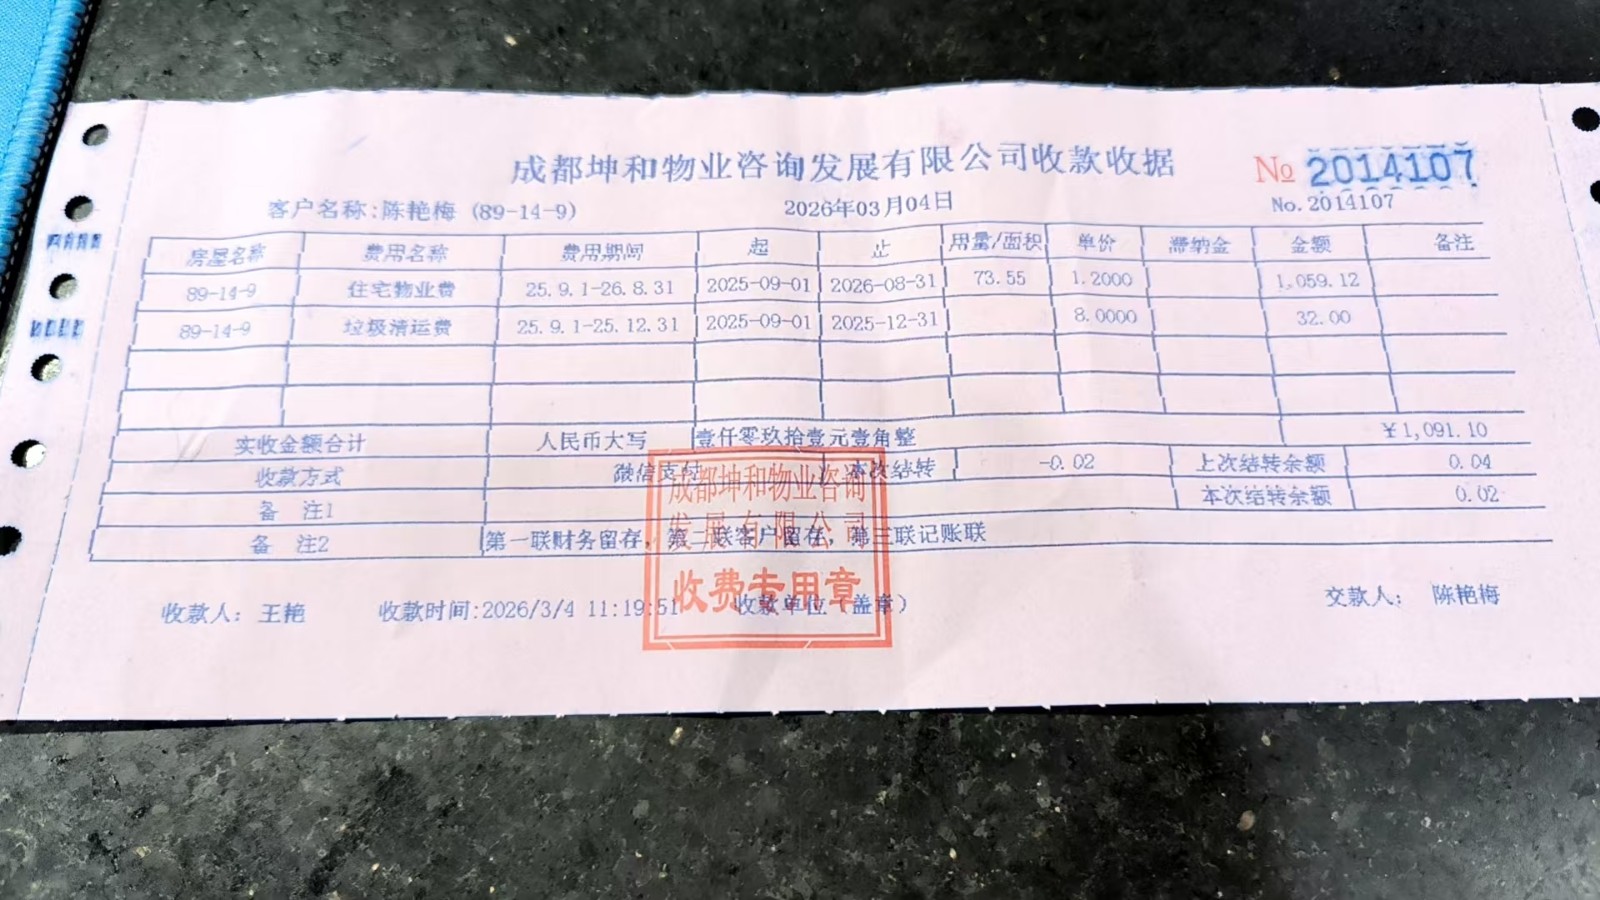 成都坤和物业咨询发展有限公司收款收据 № 2014107
客户名称:陈艳梅 (89-14-9) 2026年03月04日 No.2014107
房屋名称 费用名称 费用期间 起 止 用量/面积 单价 滞纳金 金额 备注
89-14-9 住宅物业费 25.9.1-26.8.31 2025-09-01 2026-08-31 73.55 1.2000 1,059.12
89-14-9 垃圾清运费 25.9.1-25.12.31 2025-09-01 2025-12-31 8.0000 32.00
实收金额合计 人民币大写 壹仟零玖拾壹元壹角整 ¥1,091.10
收款方式 微信支付 本次结转 -0.02 上次结转余额 0.04
备 注1 本次结转余额 0.02
备 注2 第一联财务留存，第二联客户留存，第三联记账联
收款人: 王艳 收款时间:2026/3/4 11:19:51 收款单位（盖章） 交款人: 陈艳梅
成都坤和物业咨询
发展有限公司
收费专用章